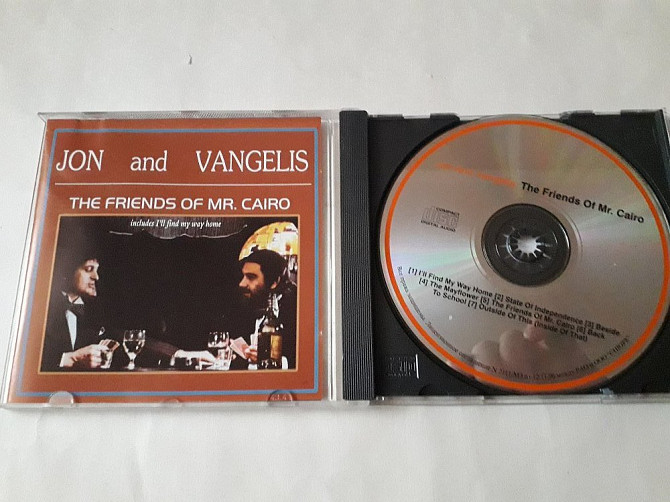 JON and VANGELIS
THE FRIENDS OF MR. CAIRO
includes I'll find my way home
The Friends Of Mr. Cairo
COMPACT
disc
DIGITAL AUDIO
[1] I'll Find My Way Home [2] State Of Independence [3] Beside
[4] The Mayflower [5] The Friends Of Mr. Cairo [6] Back
To School [7] Outside Of This (Inside Of That)